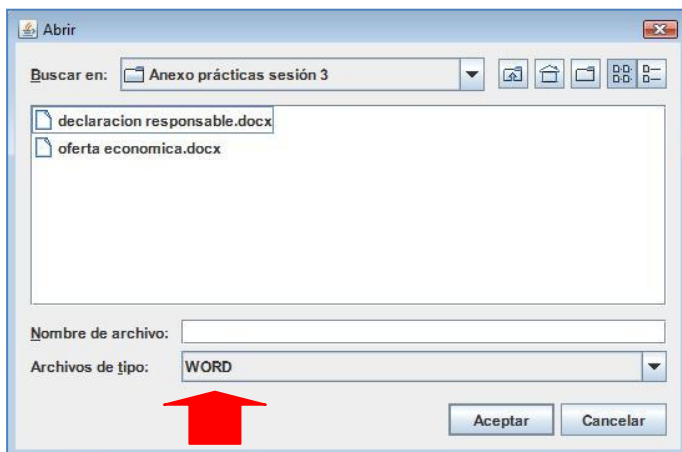 Abrir
Buscar en: Anexo prácticas sesión 3
declaracion responsable.docx
oferta economica.docx
Nombre de archivo:
Archivos de tipo: WORD
Aceptar Cancelar